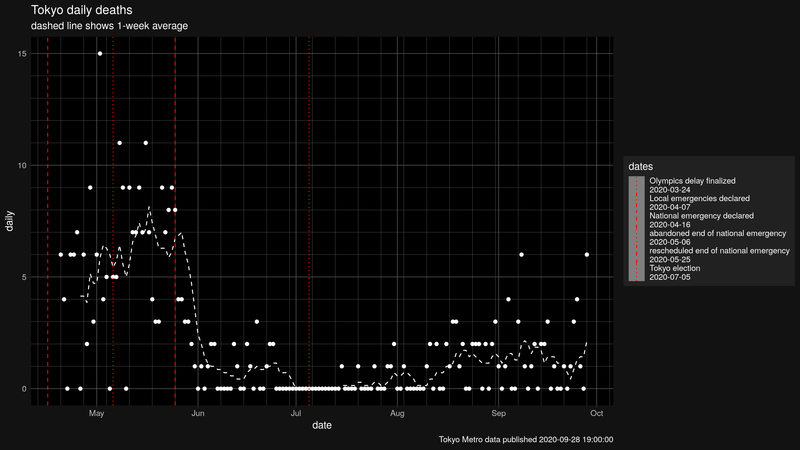 Tokyo daily deaths
dashed line shows 1-week average
15
10
5
0
daily
May
Jun
Jul
Aug
Sep
Oct
date
dates
Olympics delay finalized
2020-03-24
Local emergencies declared
2020-04-07
National emergency declared
2020-04-16
abandoned end of national emergency
2020-05-06
rescheduled end of national emergency
2020-05-25
Tokyo election
2020-07-05
Tokyo Metro data published 2020-09-28 19:00:00